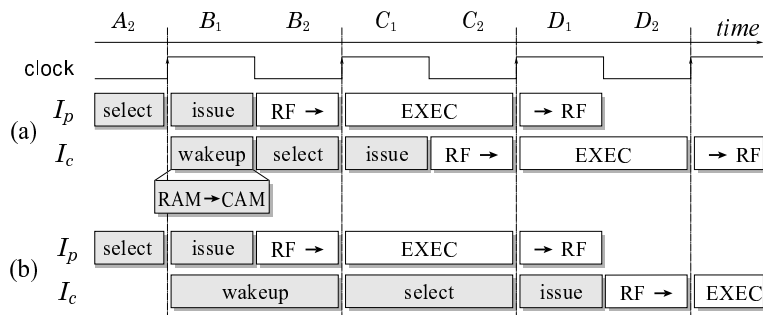 A2 B1 B2 C1 C2 D1 D2 time
clock
(a)
Ip select issue RF → EXEC → RF
Ic wakeup select issue RF → EXEC → RF
RAM→CAM
(b)
Ip select issue RF → EXEC → RF
Ic wakeup select issue RF → EXEC